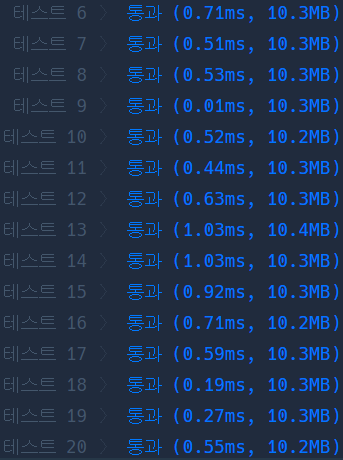 테스트 6 > 통과 (0.71ms, 10.3MB)
테스트 7 > 통과 (0.51ms, 10.3MB)
테스트 8 > 통과 (0.53ms, 10.3MB)
테스트 9 > 통과 (0.01ms, 10.3MB)
테스트 10 > 통과 (0.52ms, 10.2MB)
테스트 11 > 통과 (0.44ms, 10.3MB)
테스트 12 > 통과 (0.63ms, 10.3MB)
테스트 13 > 통과 (1.03ms, 10.4MB)
테스트 14 > 통과 (1.03ms, 10.3MB)
테스트 15 > 통과 (0.92ms, 10.3MB)
테스트 16 > 통과 (0.71ms, 10.2MB)
테스트 17 > 통과 (0.59ms, 10.3MB)
테스트 18 > 통과 (0.19ms, 10.3MB)
테스트 19 > 통과 (0.27ms, 10.3MB)
테스트 20 > 통과 (0.55ms, 10.2MB)